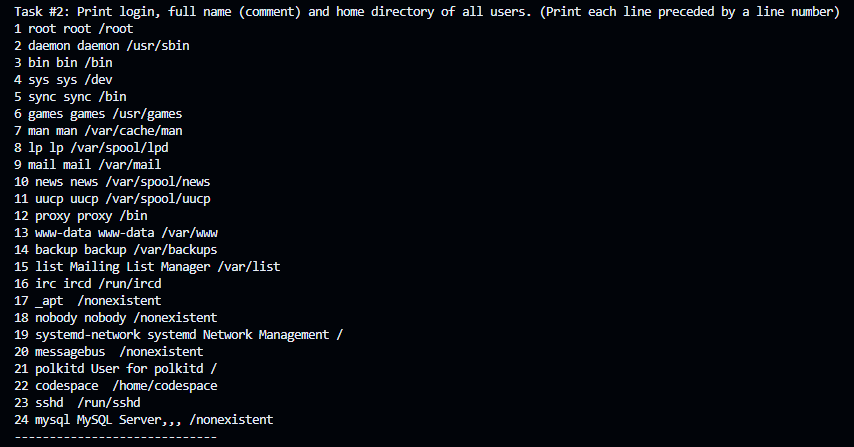 Task #2: Print login, full name (comment) and home directory of all users. (Print each line preceded by a line number)
1 root root /root
2 daemon daemon /usr/sbin
3 bin bin /bin
4 sys sys /dev
5 sync sync /bin
6 games games /usr/games
7 man man /var/cache/man
8 lp lp /var/spool/lpd
9 mail mail /var/mail
10 news news /var/spool/news
11 uucp uucp /var/spool/uucp
12 proxy proxy /bin
13 www-data www-data /var/www
14 backup backup /var/backups
15 list Mailing List Manager /var/list
16 irc ircd /run/ircd
17 _apt  /nonexistent
18 nobody nobody /nonexistent
19 systemd-network systemd Network Management /
20 messagebus  /nonexistent
21 polkitd User for polkitd /
22 codespace  /home/codespace
23 sshd  /run/sshd
24 mysql MySQL Server,,, /nonexistent
-----------------------------